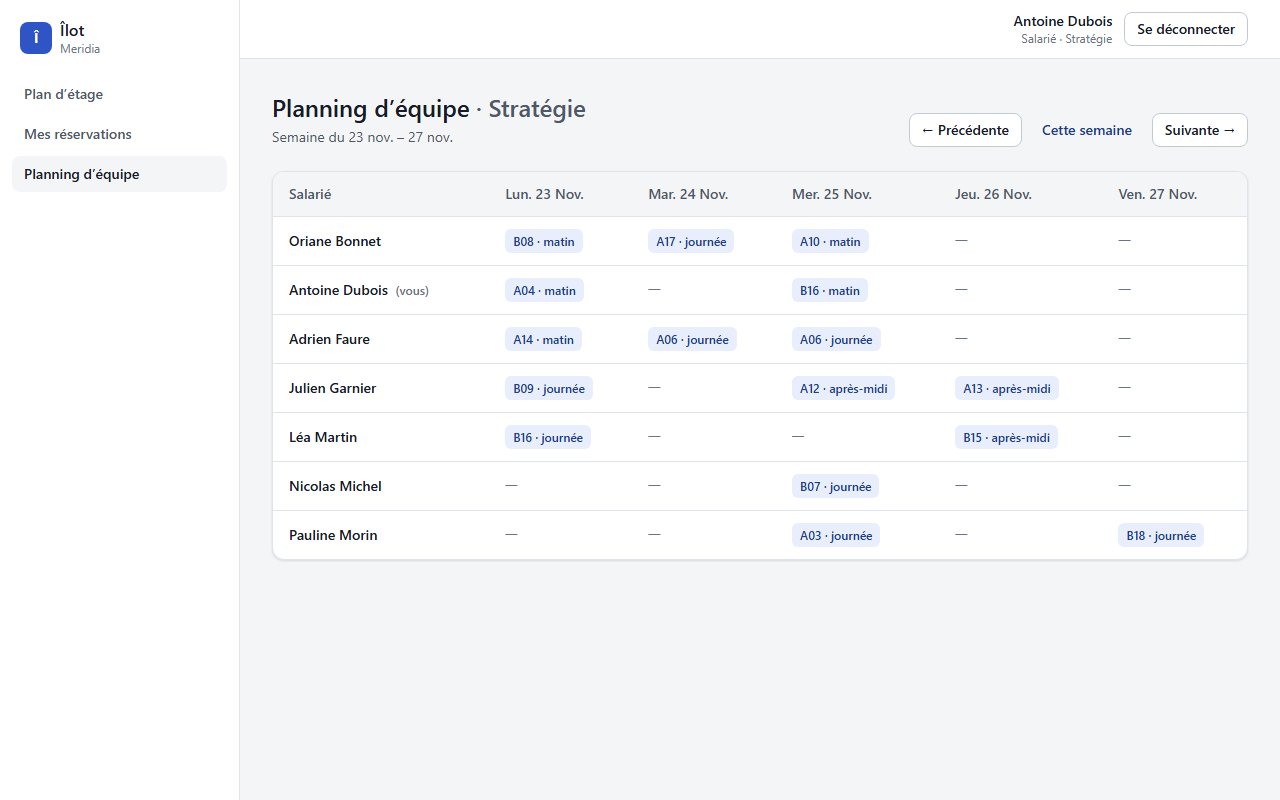 Î
Îlot
Meridia
Plan d’étage
Mes réservations
Planning d’équipe
Antoine Dubois
Salarié · Stratégie
Se déconnecter
Planning d’équipe · Stratégie
Semaine du 23 nov. – 27 nov.
← Précédente
Cette semaine
Suivante →
Salarié Lun. 23 Nov. Mar. 24 Nov. Mer. 25 Nov. Jeu. 26 Nov. Ven. 27 Nov.
Oriane Bonnet B08 · matin A17 · journée A10 · matin — —
Antoine Dubois (vous) A04 · matin — B16 · matin — —
Adrien Faure A14 · matin A06 · journée A06 · journée — —
Julien Garnier B09 · journée — A12 · après-midi A13 · après-midi —
Léa Martin B16 · journée — — B15 · après-midi —
Nicolas Michel — — B07 · journée — —
Pauline Morin — — A03 · journée — B18 · journée